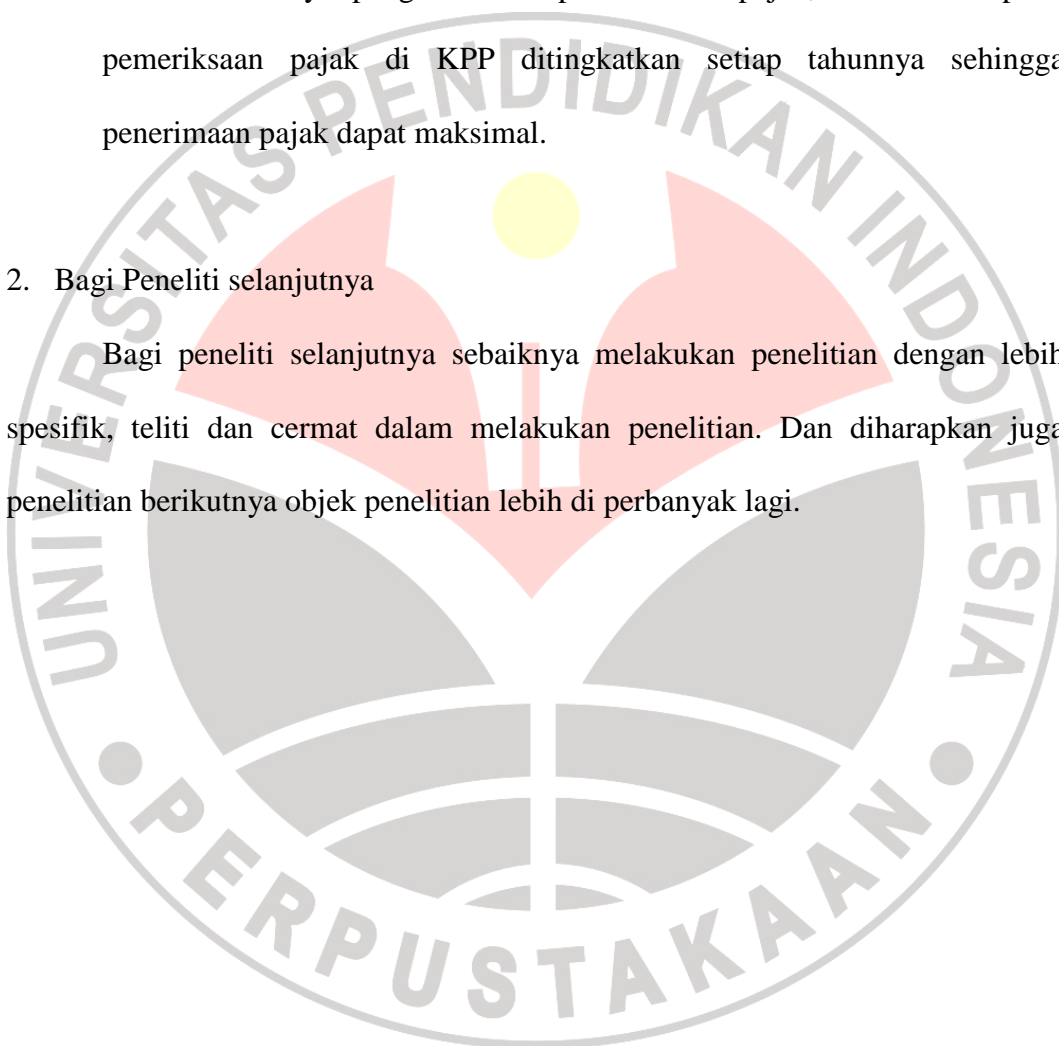 pemeriksaan pajak di KPP ditingkatkan setiap tahunnya sehingga
penerimaan pajak dapat maksimal.
2. Bagi Peneliti selanjutnya
Bagi peneliti selanjutnya sebaiknya melakukan penelitian dengan lebih
spesifik, teliti dan cermat dalam melakukan penelitian. Dan diharapkan juga
penelitian berikutnya objek penelitian lebih di perbanyak lagi.
UNIVERSITAS PENDIDIKAN INDONESIA
PERPUSTAKAAN